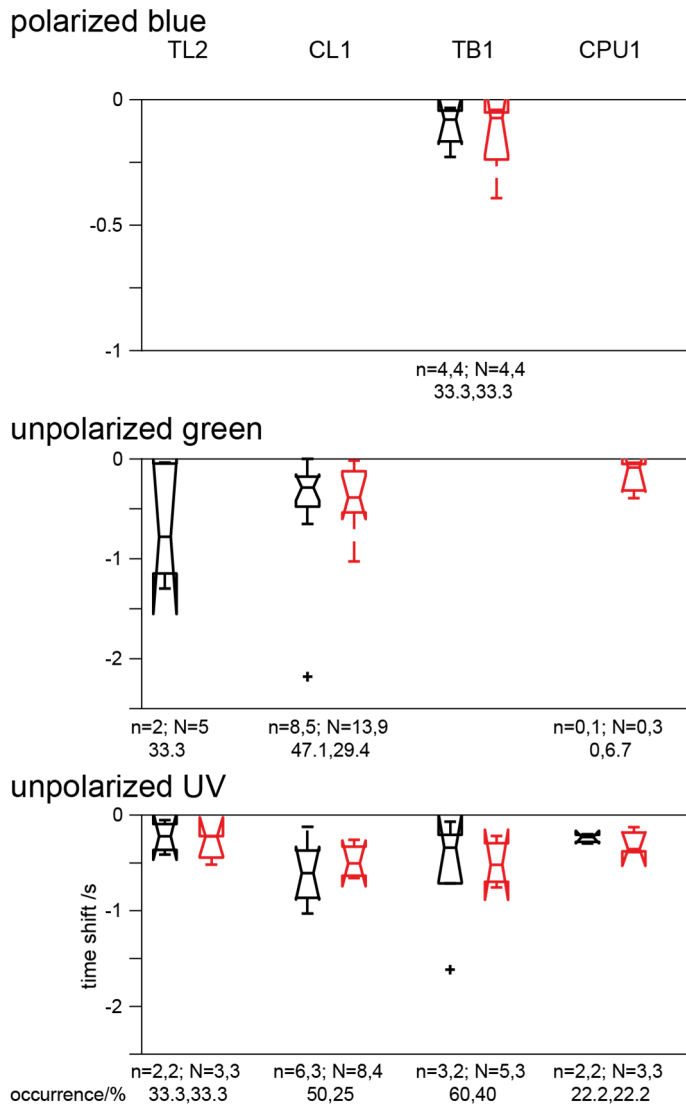 polarized blue
TL2 CL1 TB1 CPU1
0
-0.5
-1
n=4,4; N=4,4
33.3,33.3
unpolarized green
0
-1
-2
n=2; N=5 n=8,5; N=13,9 n=0,1; N=0,3
33.3 47.1,29.4 0,6.7
unpolarized UV
0
-1
-2
time shift /s
n=2,2; N=3,3 n=6,3; N=8,4 n=3,2; N=5,3 n=2,2; N=3,3
occurrence/% 33.3,33.3 50,25 60,40 22.2,22.2